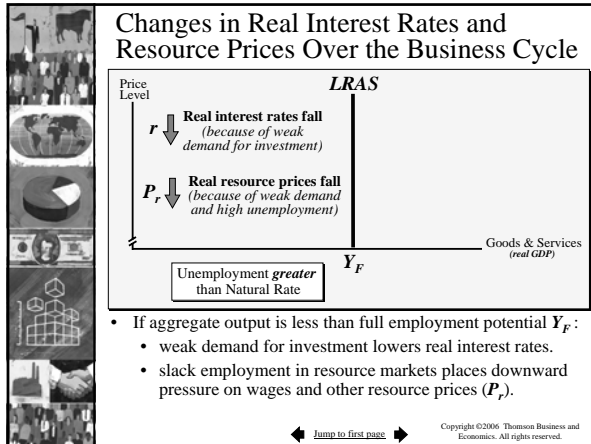 Changes in Real Interest Rates and
Resource Prices Over the Business Cycle
Price
Level
LRAS
r
Real interest rates fall
(because of weak
demand for investment)
Pr
Real resource prices fall
(because of weak demand
and high unemployment)
Goods & Services
(real GDP)
YF
Unemployment greater
than Natural Rate
• If aggregate output is less than full employment potential YF :
• weak demand for investment lowers real interest rates.
• slack employment in resource markets places downward
pressure on wages and other resource prices (Pr).
Jump to first page
Copyright ©2006 Thomson Business and
Economics. All rights reserved.